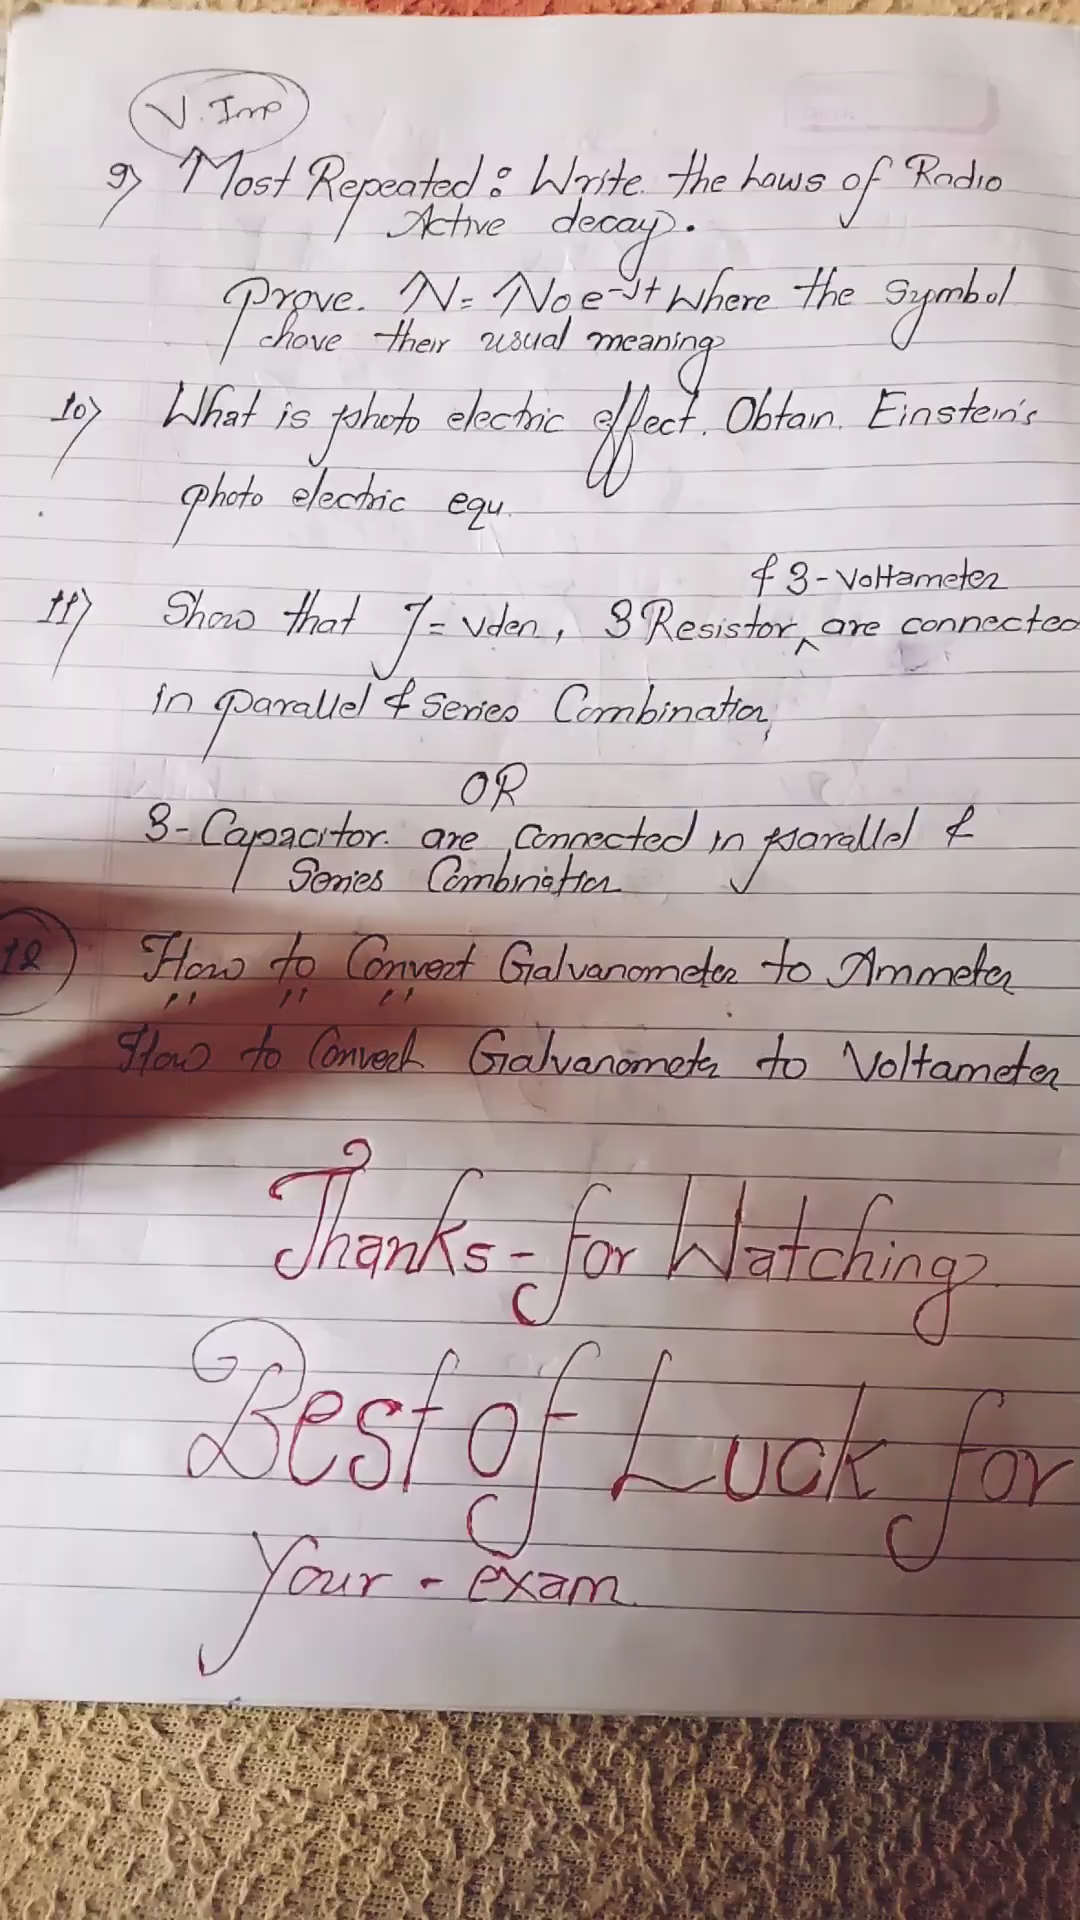 V. Imp
9) Most Repeated: Write the Laws of Radio
Active decay.
Prove. N = Noe-λt Where the symbol
have their usual meaning
10) What is photo electric effect. Obtain. Einstein's
photo electric equ.
& 3-Voltameter
11) Show that J = Vden, 3 Resistor ^ are connected
in parallel & Series Combination,
OR
3-Capacitor. are Connected in parallel &
Series Combination
12 How to Convert Galvanometer to Ammeter
" " "
How to Convert Galvanometer to Voltameter
Thanks-for Watching
Best of Luck for
Your - exam.